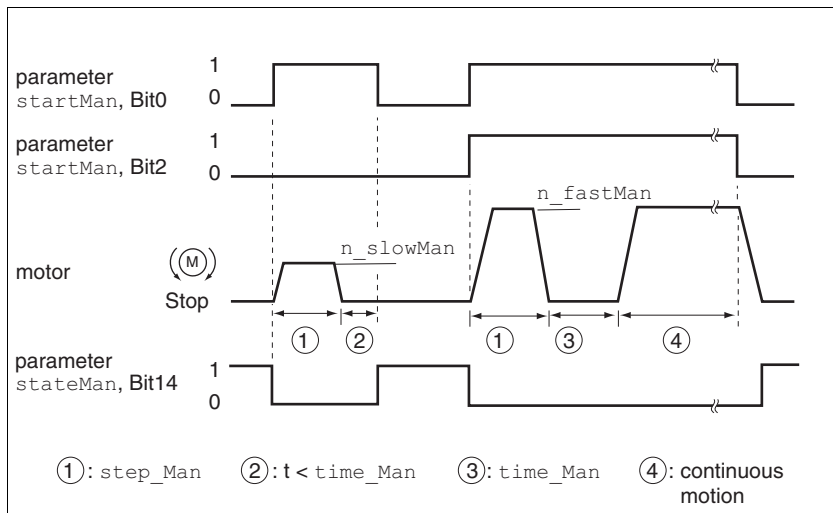 parameter
startMan, Bit0
1
0
parameter
startMan, Bit2
1
0
n_fastMan
n_slowMan
motor
M
Stop
1
2
1
3
4
parameter
stateMan, Bit14
1
0
1: step_Man 2: t < time_Man 3: time_Man 4: continuous
motion